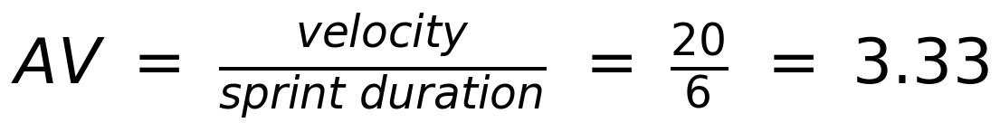 AV = velocity / sprint duration = 20 / 6 = 3.33